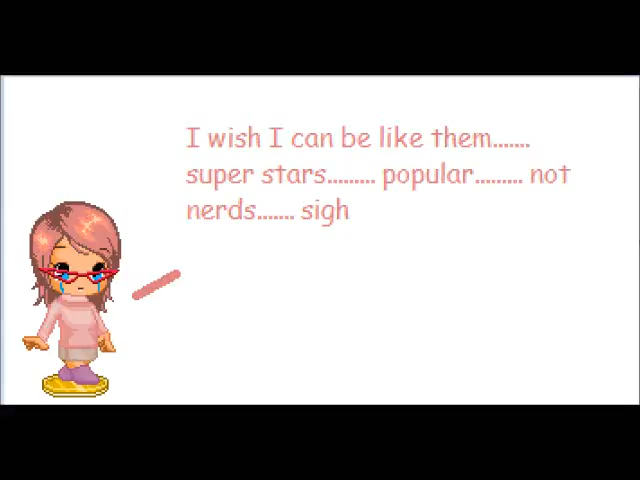 I wish I can be like them.......
super stars......... popular......... not
nerds....... sigh